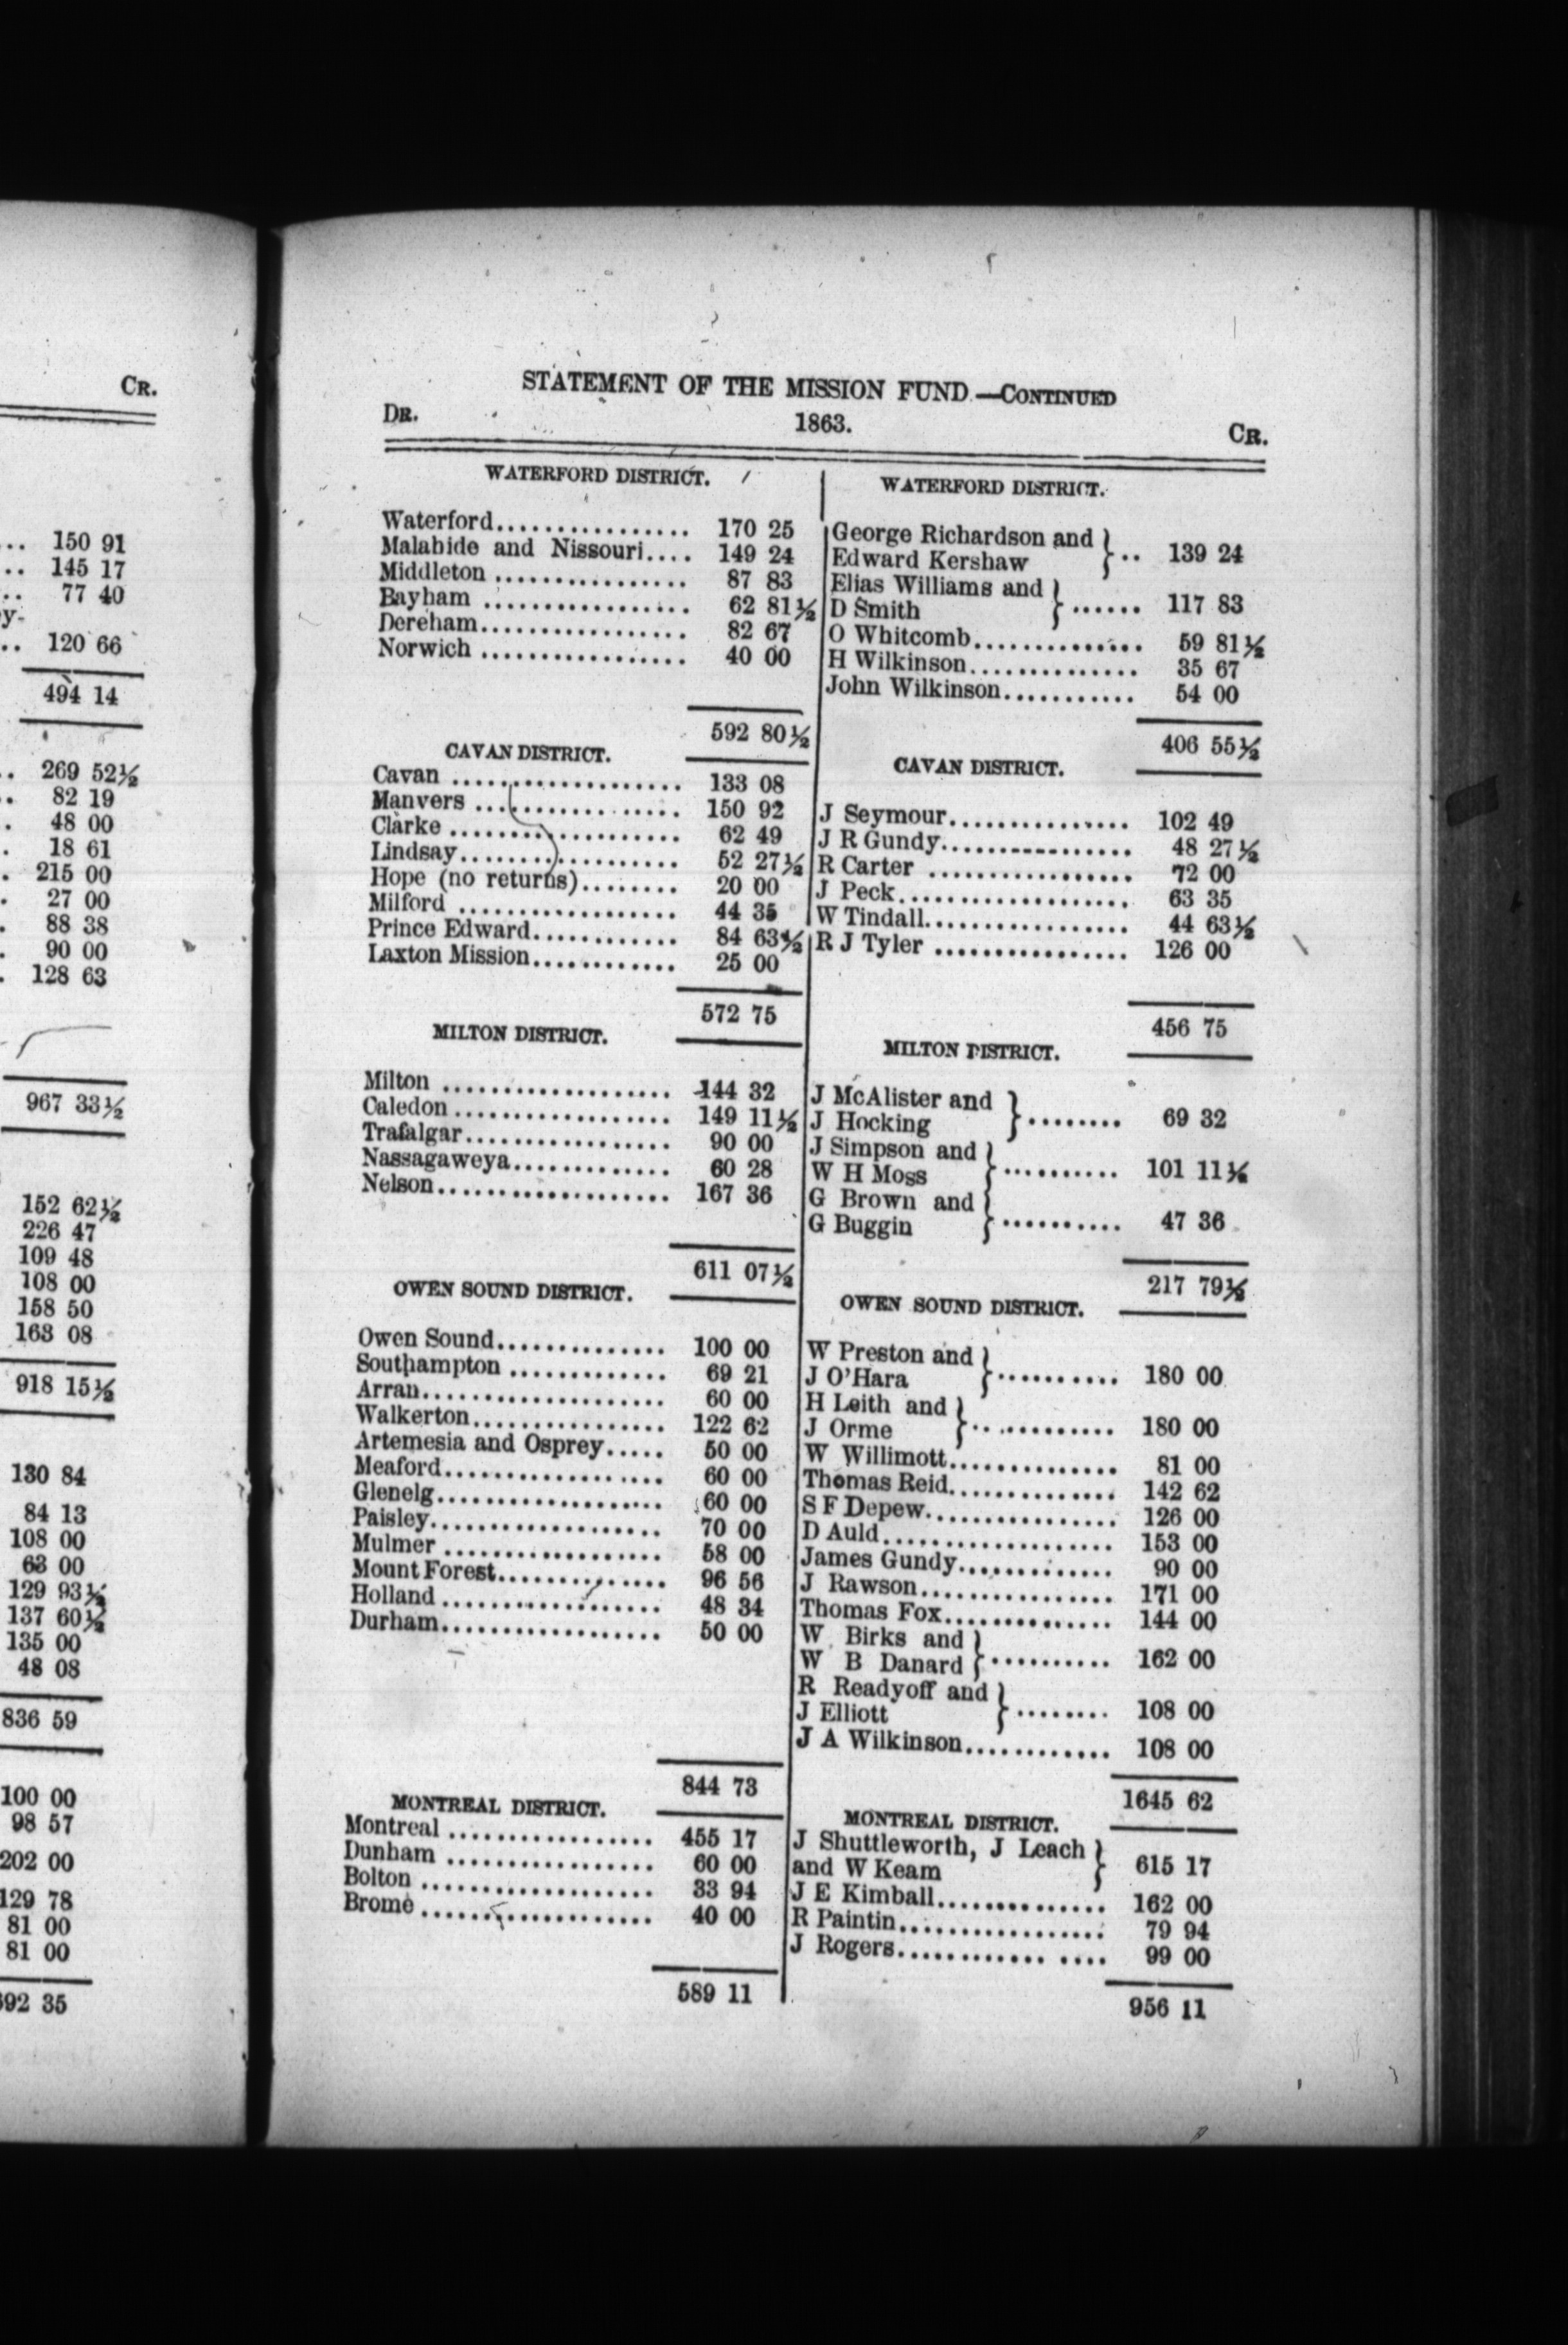 CR.
150 91
145 17
77 40
y-
120 66
494 14
269 52½
82 19
48 00
18 61
215 00
27 00
88 38
90 00
128 63
967 33½
152 62½
226 47
109 48
108 00
158 50
163 08
918 15½
130 84
84 13
108 00
63 00
129 93½
137 60½
135 00
48 08
836 59
100 00
98 57
202 00
129 78
81 00
81 00
92 35
STATEMENT OF THE MISSION FUND.—CONTINUED
DR. 1863. CR.
WATERFORD DISTRICT.
Waterford................ 170 25
Malahide and Nissouri.... 149 24
Middleton ................ 87 83
Bayham ................. 62 81½
Dereham................. 82 67
Norwich ................. 40 00
592 80½
CAVAN DISTRICT.
Cavan ................... 133 08
Manvers ................. 150 92
Clarke ................... 62 49
Lindsay.................. 52 27½
Hope (no returns)........ 20 00
Milford .................. 44 35
Prince Edward............ 84 63½
Laxton Mission............ 25 00
572 75
MILTON DISTRICT.
Milton ................... 144 32
Caledon .................. 149 11½
Trafalgar................. 90 00
Nassagaweya............. 60 28
Nelson................... 167 36
611 07½
OWEN SOUND DISTRICT.
Owen Sound.............. 100 00
Southampton ............. 69 21
Arran.................... 60 00
Walkerton................ 122 62
Artemesia and Osprey..... 50 00
Meaford.................. 60 00
Glenelg................... 60 00
Paisley................... 70 00
Mulmer .................. 58 00
Mount Forest.............. 96 56
Holland .................. 48 34
Durham.................. 50 00
844 73
MONTREAL DISTRICT.
Montreal ................. 455 17
Dunham ................. 60 00
Bolton ................... 33 94
Brome ................... 40 00
589 11
WATERFORD DISTRICT.
George Richardson and
Edward Kershaw } .. 139 24
Elias Williams and
D Smith } ...... 117 83
O Whitcomb.............. 59 81½
H Wilkinson.............. 35 67
John Wilkinson........... 54 00
406 55½
CAVAN DISTRICT.
J Seymour............... 102 49
J R Gundy................ 48 27½
R Carter ................. 72 00
J Peck................... 63 35
W Tindall................. 44 63½
R J Tyler ................ 126 00
456 75
MILTON DISTRICT.
J McAlister and
J Hocking } ........ 69 32
J Simpson and
W H Moss } .......... 101 11½
G Brown and
G Buggin } .......... 47 36
217 79½
OWEN SOUND DISTRICT.
W Preston and
J O'Hara } .......... 180 00
H Leith and
J Orme } ............ 180 00
W Willimott.............. 81 00
Thomas Reid.............. 142 62
S F Depew................ 126 00
D Auld................... 153 00
James Gundy............. 90 00
J Rawson................ 171 00
Thomas Fox.............. 144 00
W Birks and
W B Danard } .......... 162 00
R Readyoff and
J Elliott } ........ 108 00
J A Wilkinson............ 108 00
1645 62
MONTREAL DISTRICT.
J Shuttleworth, J Leach
and W Keam } 615 17
J E Kimball.............. 162 00
R Paintin................. 79 94
J Rogers............ .... 99 00
956 11